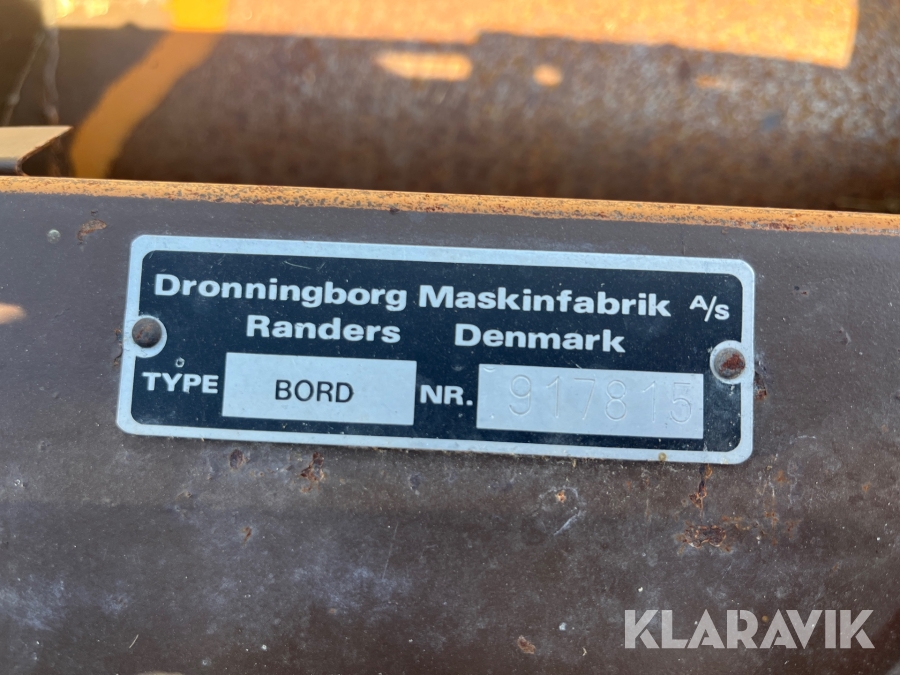 Dronningborg Maskinfabrik A/S
Randers Denmark
TYPE BORD NR. 917815
KLARAVIK